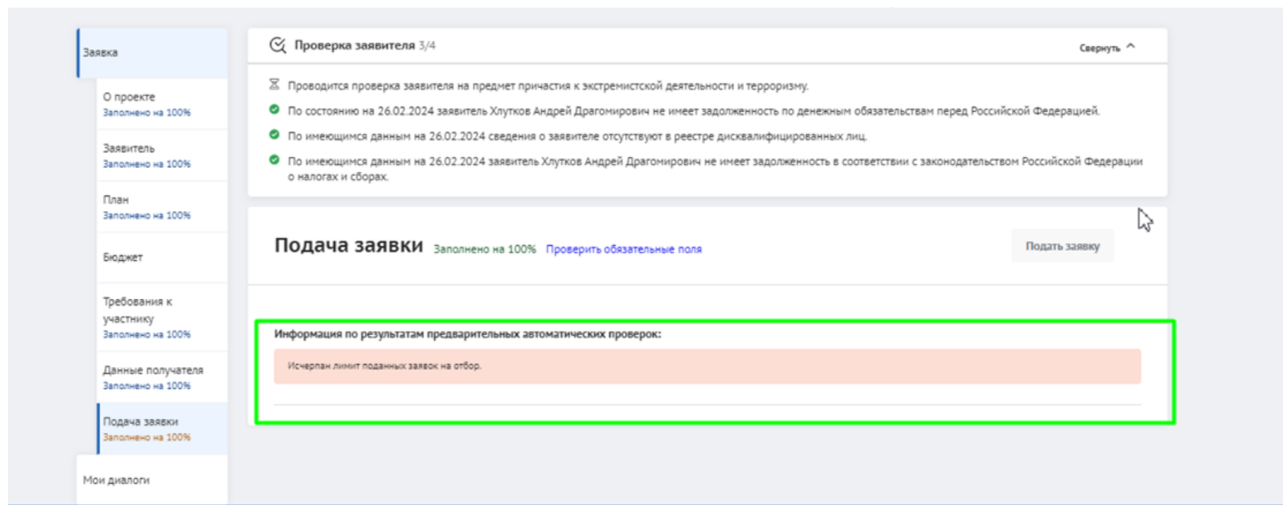 Заявка
О проекте
Заполнено на 100%
Заявитель
Заполнено на 100%
План
Заполнено на 100%
Бюджет
Требования к
участнику
Заполнено на 100%
Данные получателя
Заполнено на 100%
Подача заявки
Заполнено на 100%
Мои диалоги
Проверка заявителя 3/4
Свернуть
Проводится проверка заявителя на предмет причастия к экстремистской деятельности и терроризму.
По состоянию на 26.02.2024 заявитель Хлутков Андрей Драгомирович не имеет задолженность по денежным обязательствам перед Российской Федерацией.
По имеющимся данным на 26.02.2024 сведения о заявителе отсутствуют в реестре дисквалифицированных лиц.
По имеющимся данным на 26.02.2024 заявитель Хлутков Андрей Драгомирович не имеет задолженность в соответствии с законодательством Российской Федерации
о налогах и сборах.
Подача заявки Заполнено на 100% Проверить обязательные поля
Подать заявку
Информация по результатам предварительных автоматических проверок:
Исчерпан лимит поданных заявок на отбор.